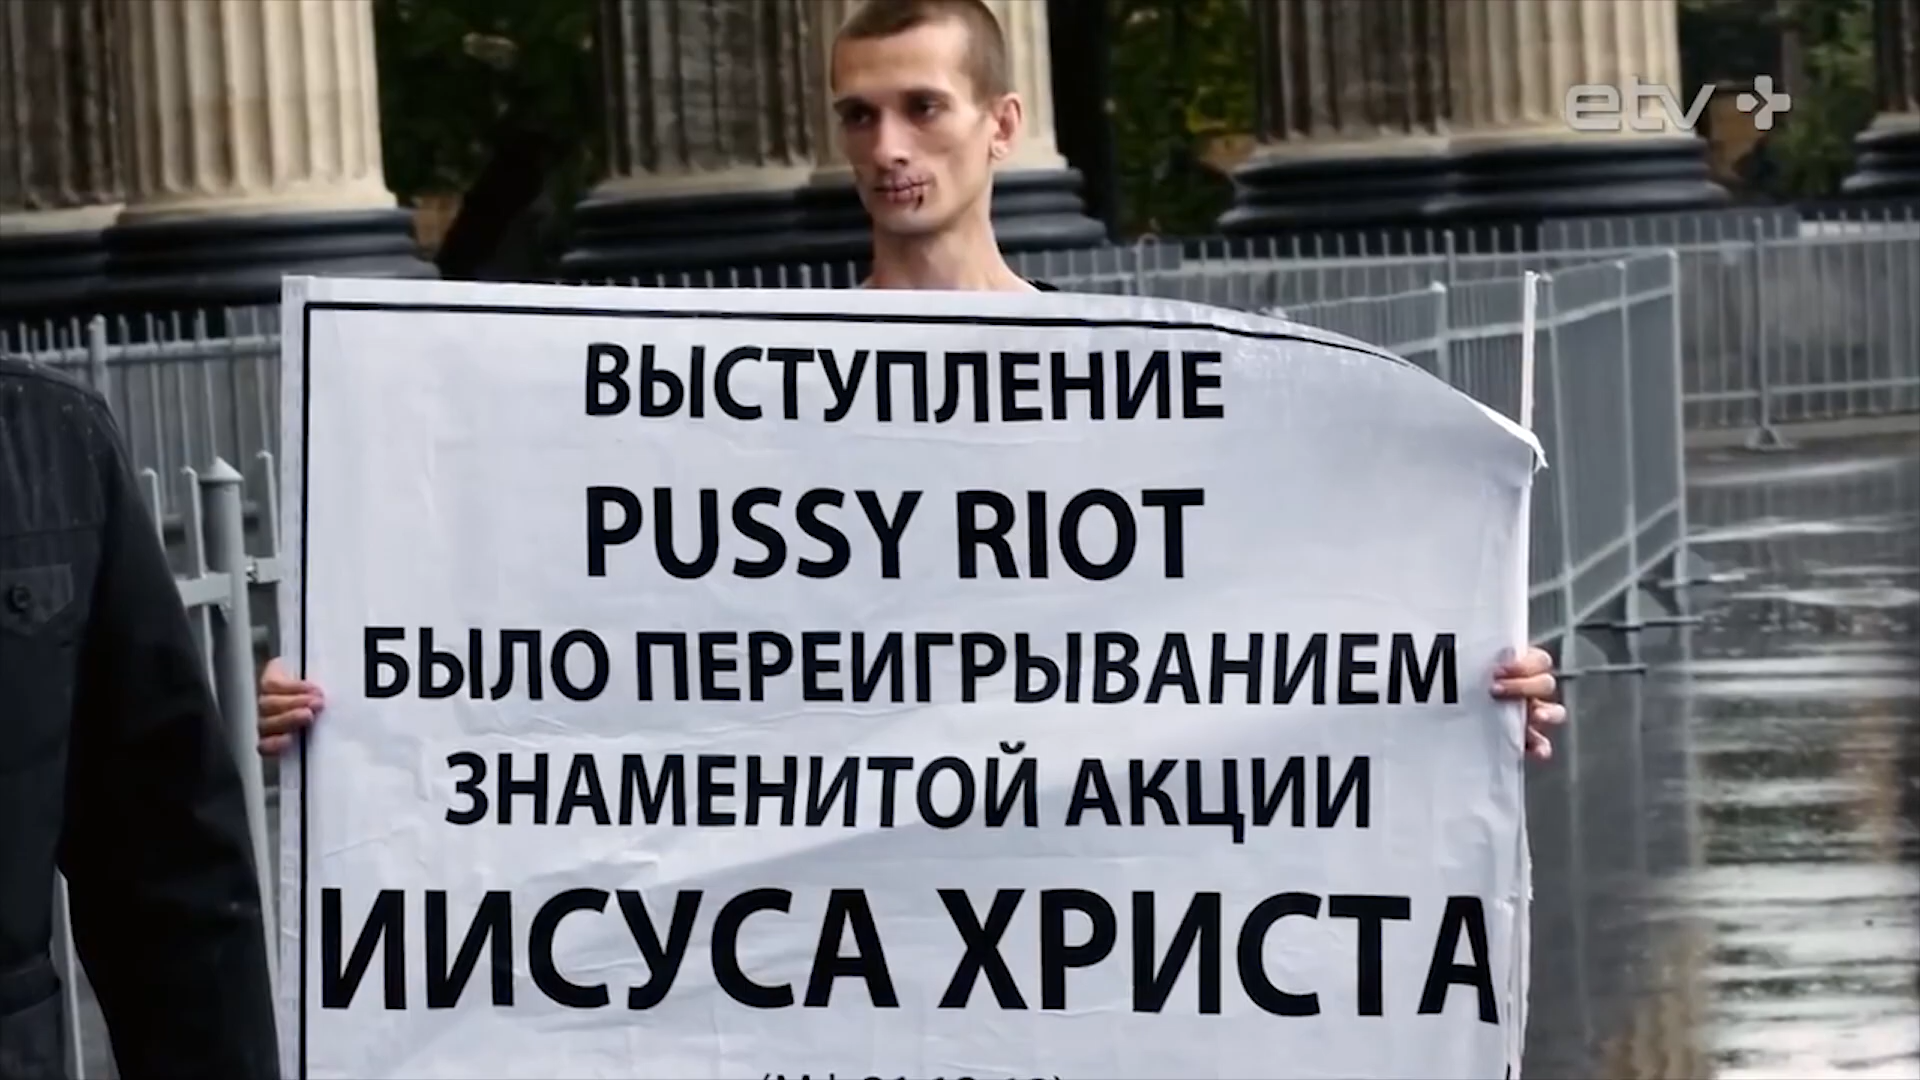 etv+
ВЫСТУПЛЕНИЕ
PUSSY RIOT
БЫЛО ПЕРЕИГРЫВАНИЕМ
ЗНАМЕНИТОЙ АКЦИИ
ИИСУСА ХРИСТА